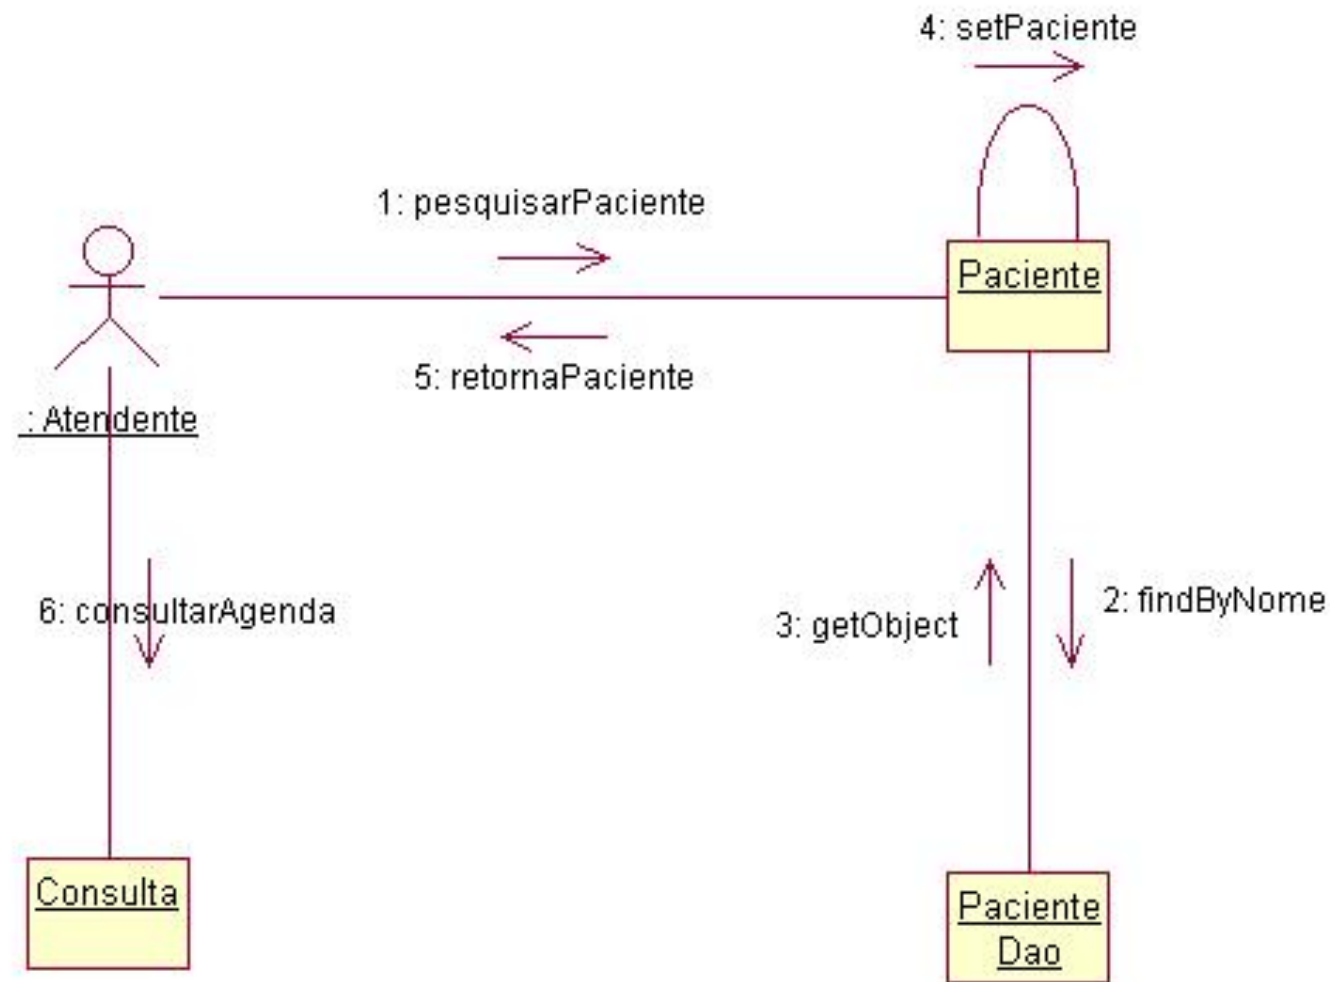 4: setPaciente
1: pesquisarPaciente
Paciente
5: retornaPaciente
: Atendente
6: consultarAgenda
3: getObject
2: findByNome
Consulta
Paciente
Dao